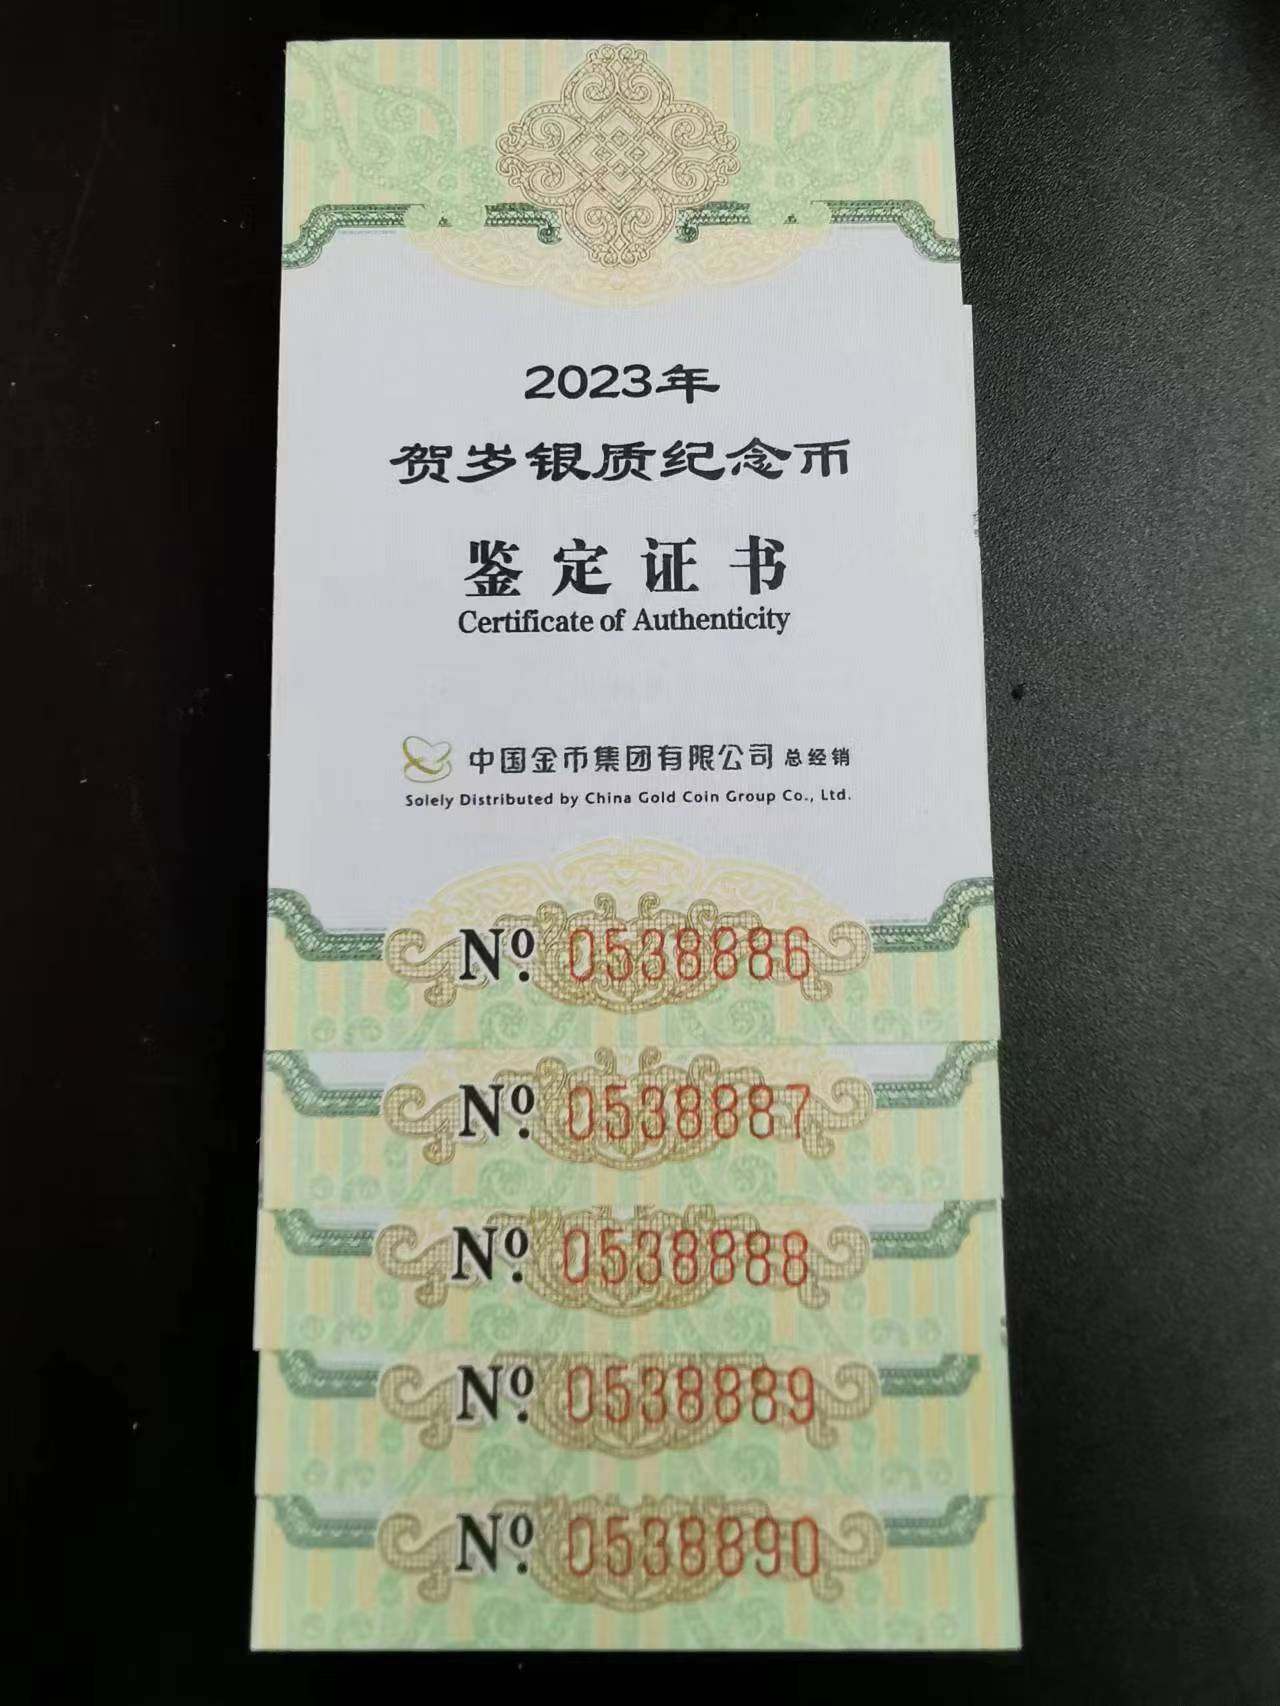 2023年
贺岁银质纪念币
鉴定证书
Certificate of Authenticity
中国金币集团有限公司 总经销
Solely Distributed by China Gold Coin Group Co., Ltd.
Nº. 0538886
Nº. 0538887
Nº. 0538888
Nº. 0538889
Nº. 0538890